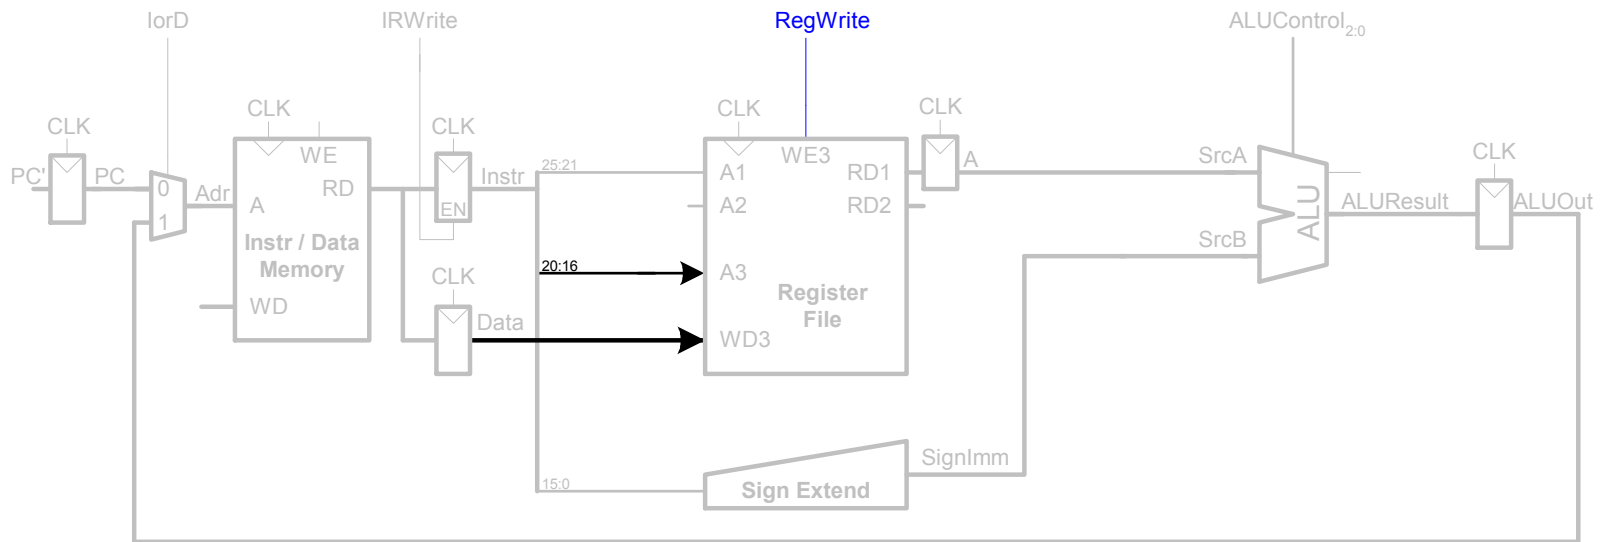 IorD
IRWrite
RegWrite
ALUControl2:0
CLK
CLK
CLK
CLK
CLK
CLK
PC'
PC
0
1
Adr
WE
RD
A
Instr / Data
Memory
WD
EN
Instr
CLK
Data
25:21
20:16
15:0
WE3
A1
RD1
A2
RD2
A3
Register
File
WD3
A
SrcA
SrcB
ALU
ALUResult
ALUOut
SignImm
Sign Extend